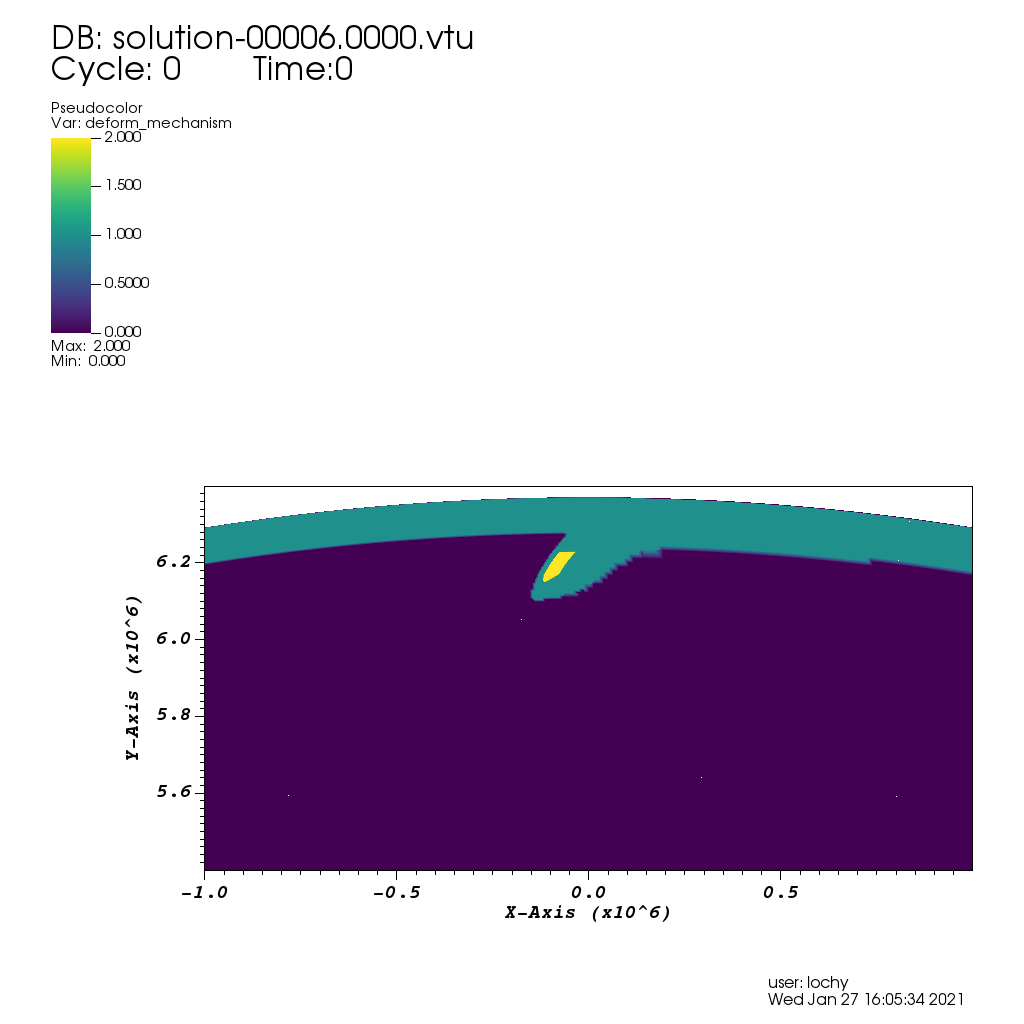 DB: solution-00006.0000.vtu
Cycle: 0 Time:0
Pseudocolor
Var: deform_mechanism
2.000
1.500
1.000
0.5000
0.000
Max: 2.000
Min: 0.000
6.2
6.0
5.8
5.6
Y-Axis (x10^6)
-1.0 -0.5 0.0 0.5
X-Axis (x10^6)
user: lochy
Wed Jan 27 16:05:34 2021